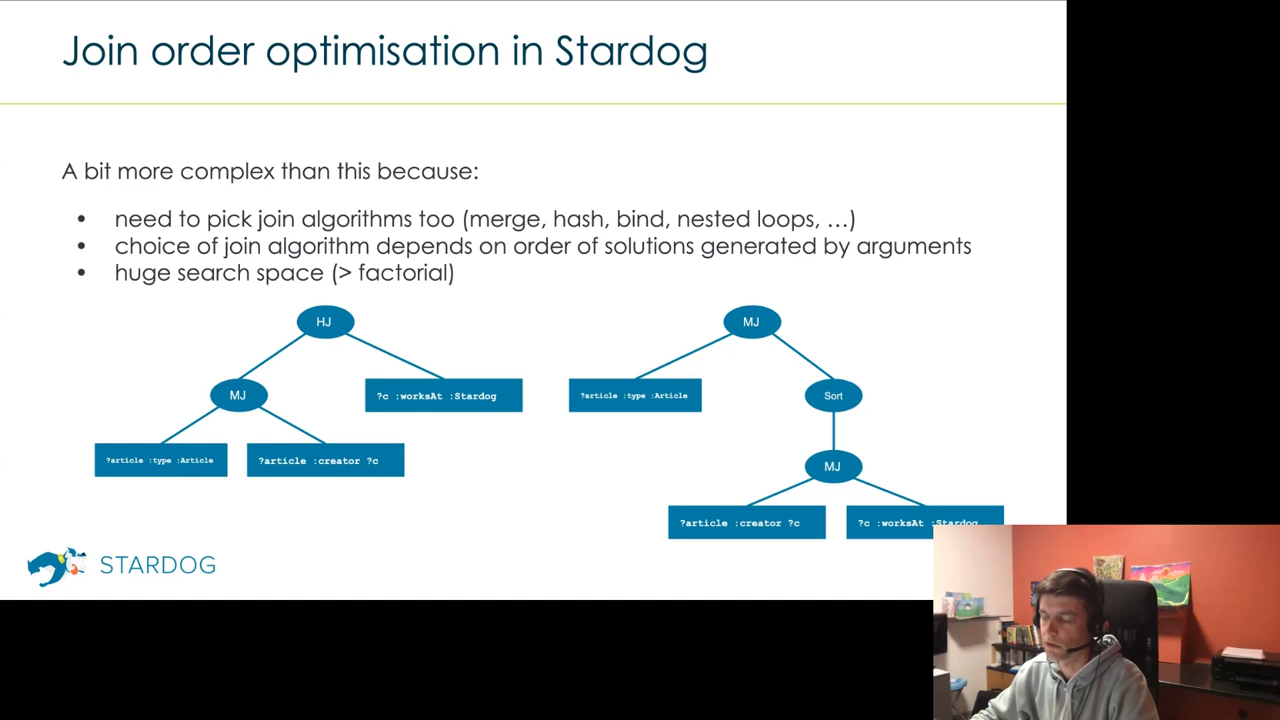 Join order optimisation in Stardog
A bit more complex than this because:
• need to pick join algorithms too (merge, hash, bind, nested loops, …)
• choice of join algorithm depends on order of solutions generated by arguments
• huge search space (> factorial)
HJ
MJ
?c :worksAt :Stardog
?article :type :Article
?article :creator ?c
MJ
?article :type :Article
Sort
MJ
?article :creator ?c
?c :worksAt :Stardog
STARDOG